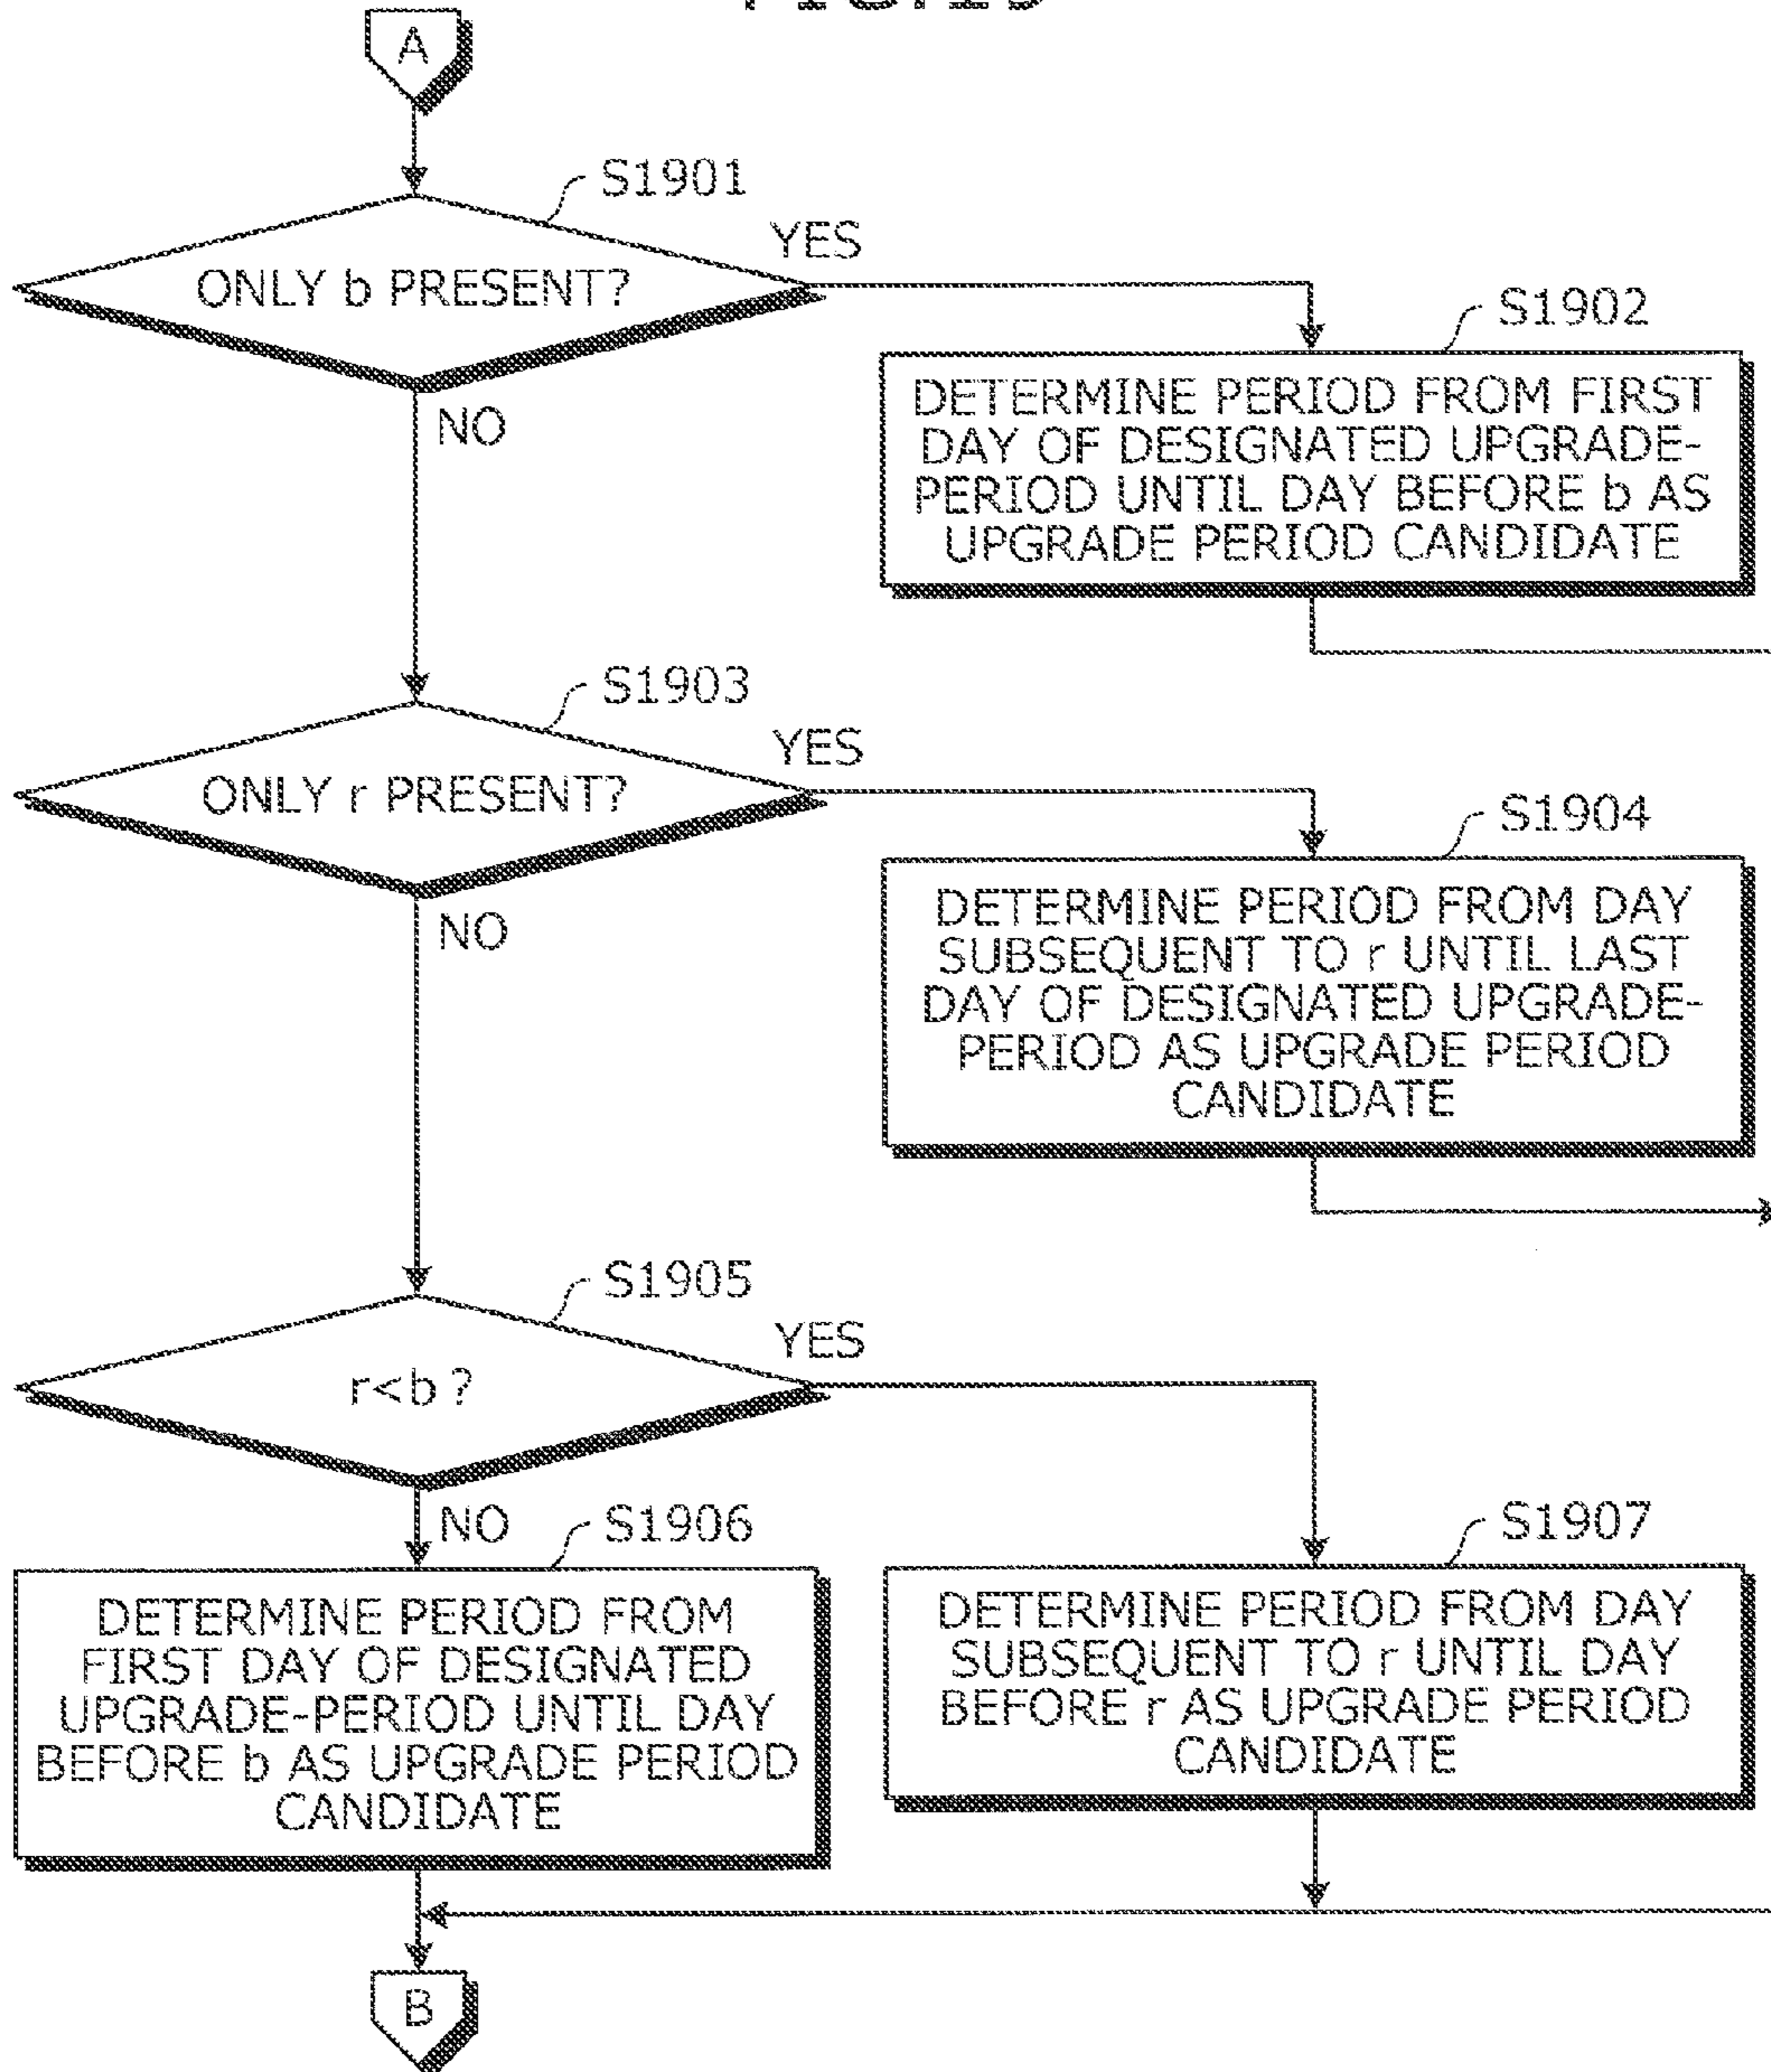 A
S1901
ONLY b PRESENT?
YES
NO
S1902
DETERMINE PERIOD FROM FIRST
DAY OF DESIGNATED UPGRADE-
PERIOD UNTIL DAY BEFORE b AS
UPGRADE PERIOD CANDIDATE
S1903
ONLY r PRESENT?
YES
NO
S1904
DETERMINE PERIOD FROM DAY
SUBSEQUENT TO r UNTIL LAST
DAY OF DESIGNATED UPGRADE-
PERIOD AS UPGRADE PERIOD
CANDIDATE
S1905
r<b ?
YES
NO
S1906
DETERMINE PERIOD FROM
FIRST DAY OF DESIGNATED
UPGRADE-PERIOD UNTIL DAY
BEFORE b AS UPGRADE PERIOD
CANDIDATE
S1907
DETERMINE PERIOD FROM DAY
SUBSEQUENT TO r UNTIL DAY
BEFORE r AS UPGRADE PERIOD
CANDIDATE
B